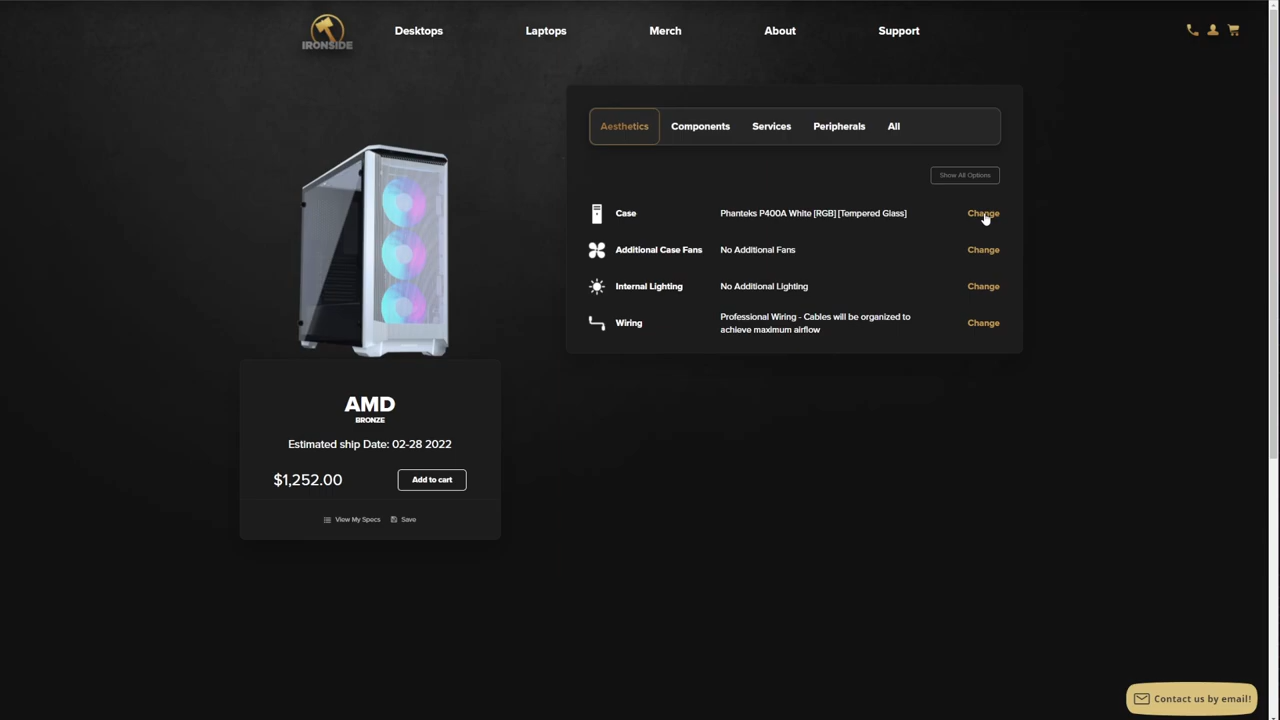 IRONSIDE
Desktops
Laptops
Merch
About
Support
Aesthetics
Components
Services
Peripherals
All
Show All Options
Case
Phanteks P400A White [RGB] [Tempered Glass]
Change
Additional Case Fans
No Additional Fans
Change
Internal Lighting
No Additional Lighting
Change
Wiring
Professional Wiring - Cables will be organized to
achieve maximum airflow
Change
AMD
BRONZE
Estimated ship Date: 02-28 2022
$1,252.00
Add to cart
View My Specs
Save
Contact us by email!